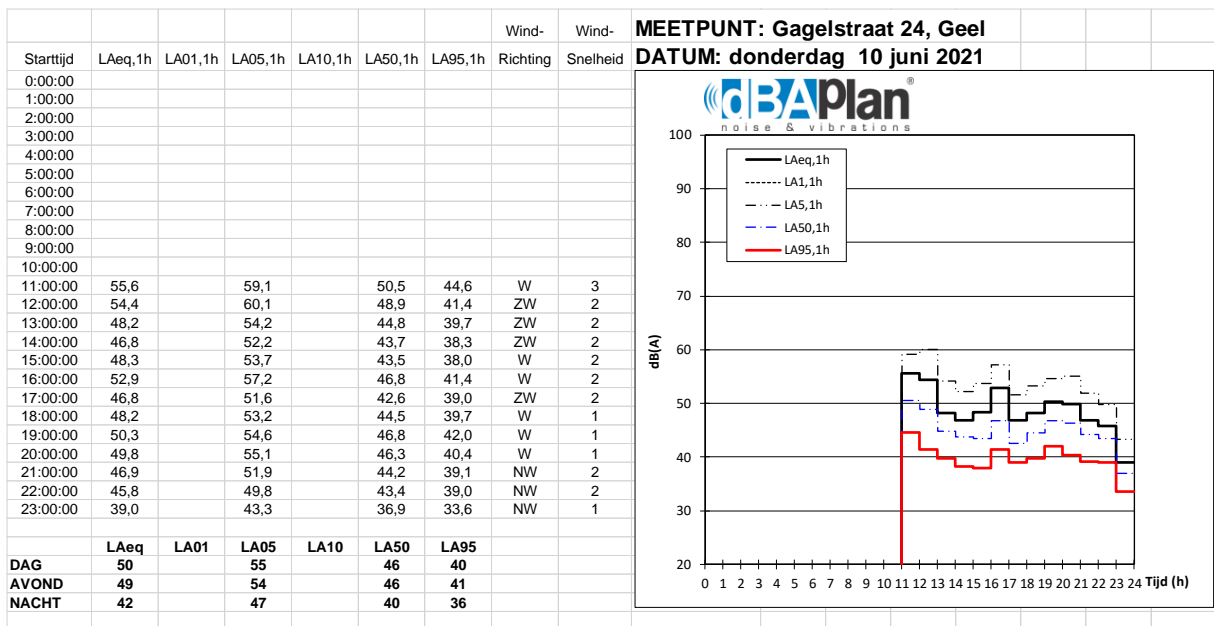 Wind- Wind- MEETPUNT: Gagelstraat 24, Geel
Starttijd LAeq,1h LA01,1h LA05,1h LA10,1h LA50,1h LA95,1h Richting Snelheid DATUM: donderdag 10 juni 2021
0:00:00
1:00:00
2:00:00
3:00:00
4:00:00
5:00:00
6:00:00
7:00:00
8:00:00
9:00:00
10:00:00
11:00:00 55,6 59,1 50,5 44,6 W 3
12:00:00 54,4 60,1 48,9 41,4 ZW 2
13:00:00 48,2 54,2 44,8 39,7 ZW 2
14:00:00 46,8 52,2 43,7 38,3 ZW 2
15:00:00 48,3 53,7 43,5 38,0 W 2
16:00:00 52,9 57,2 46,8 41,4 W 2
17:00:00 46,8 51,6 42,6 39,0 ZW 2
18:00:00 48,2 53,2 44,5 39,7 W 1
19:00:00 50,3 54,6 46,8 42,0 W 1
20:00:00 49,8 55,1 46,3 40,4 W 1
21:00:00 46,9 51,9 44,2 39,1 NW 2
22:00:00 45,8 49,8 43,4 39,0 NW 2
23:00:00 39,0 43,3 36,9 33,6 NW 1
LAeq LA01 LA05 LA10 LA50 LA95
DAG 50 55 46 40
AVOND 49 54 46 41
NACHT 42 47 40 36
dBAPlan®
noise & vibrations
100
90
80
70
60
50
40
30
20
dB(A)
LAeq,1h
LA1,1h
LA5,1h
LA50,1h
LA95,1h
0 1 2 3 4 5 6 7 8 9 10 11 12 13 14 15 16 17 18 19 20 21 22 23 24 Tijd (h)